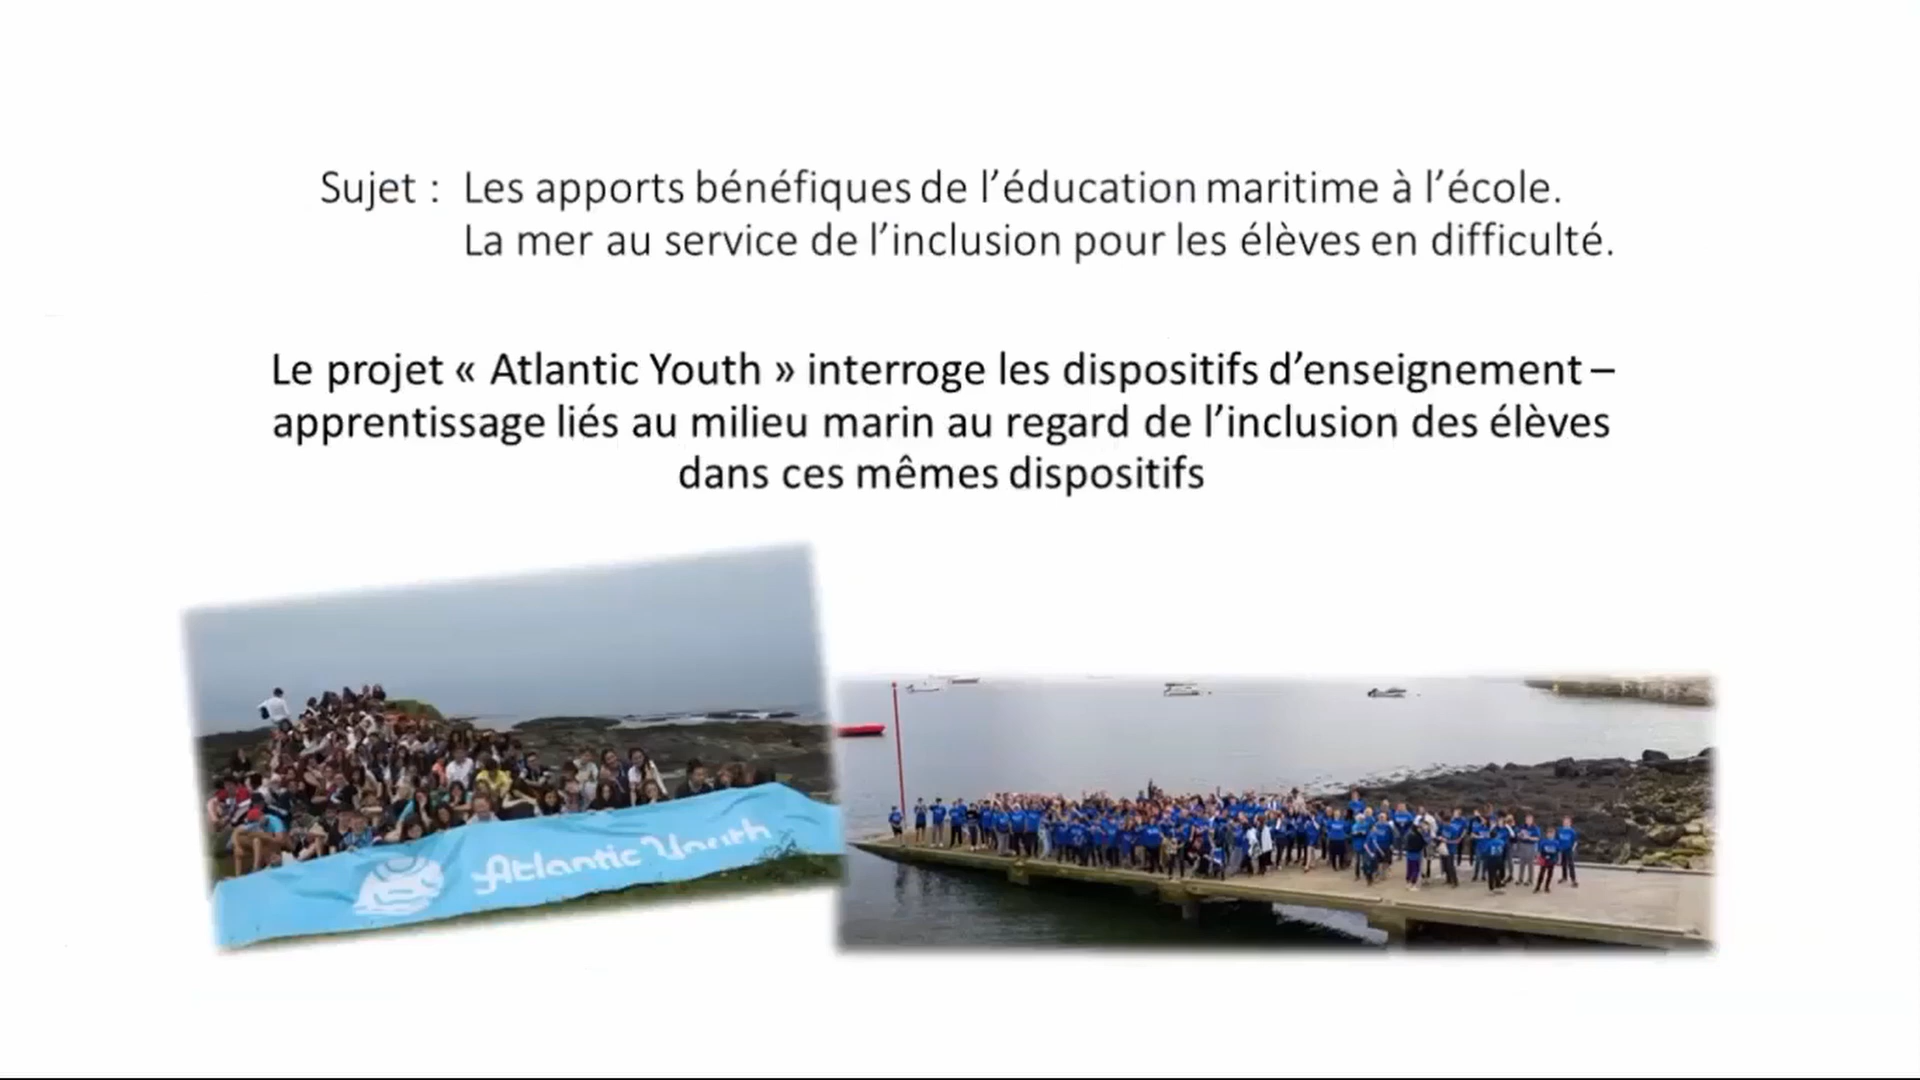 Sujet : Les apports bénéfiques de l’éducation maritime à l’école.
La mer au service de l’inclusion pour les élèves en difficulté.
Le projet « Atlantic Youth » interroge les dispositifs d’enseignement –
apprentissage liés au milieu marin au regard de l’inclusion des élèves
dans ces mêmes dispositifs
Atlantic Youth